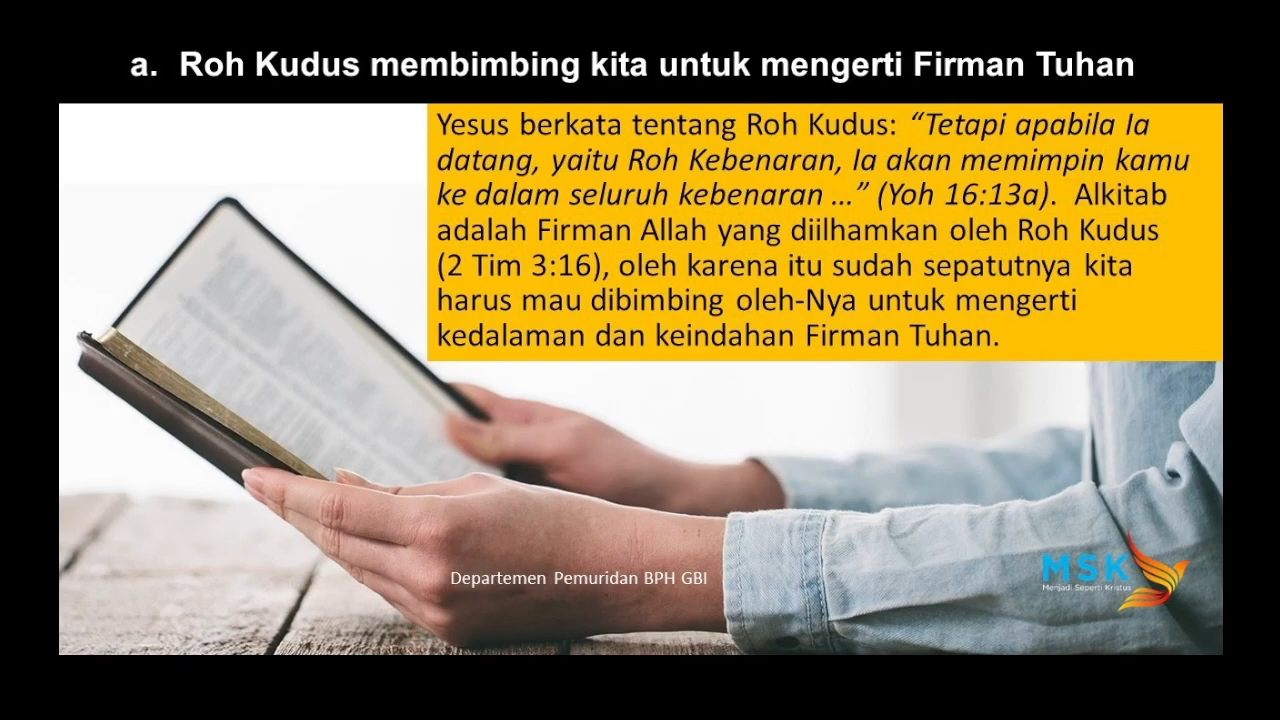 a. Roh Kudus membimbing kita untuk mengerti Firman Tuhan
Yesus berkata tentang Roh Kudus: “Tetapi apabila Ia
datang, yaitu Roh Kebenaran, Ia akan memimpin kamu
ke dalam seluruh kebenaran ...” (Yoh 16:13a). Alkitab
adalah Firman Allah yang diilhamkan oleh Roh Kudus
(2 Tim 3:16), oleh karena itu sudah sepatutnya kita
harus mau dibimbing oleh-Nya untuk mengerti
kedalaman dan keindahan Firman Tuhan.
Departemen Pemuridan BPH GBI
MSK
Menjadi Seperti Kristus